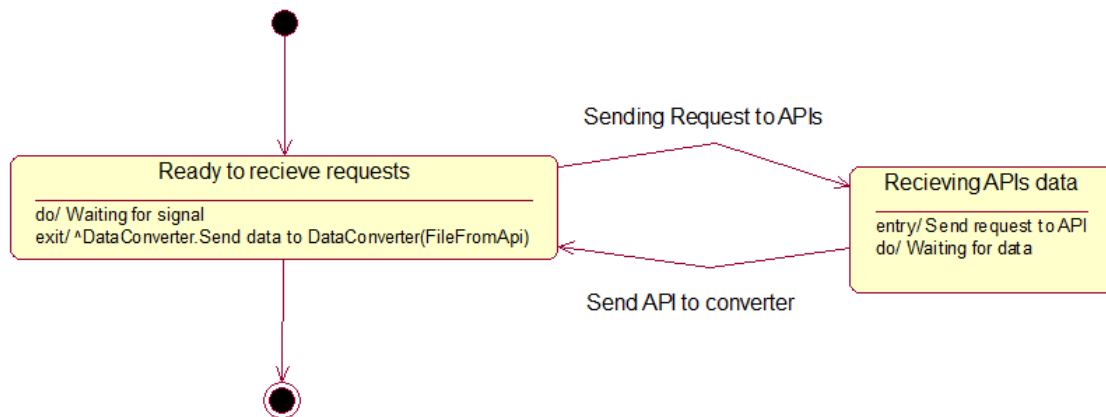 Sending Request to APIs
Ready to recieve requests
do/ Waiting for signal
exit/ ^DataConverter.Send data to DataConverter(FileFromApi)
Recieving APIs data
entry/ Send request to API
do/ Waiting for data
Send API to converter